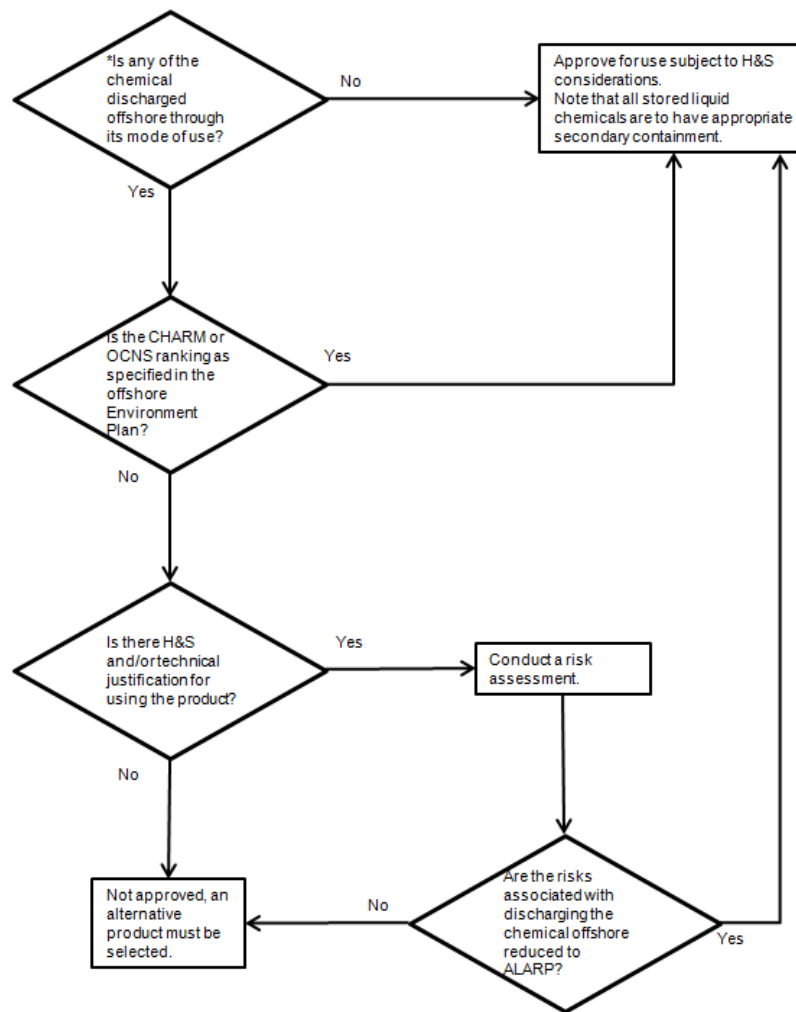 *Is any of the
chemical
discharged
offshore through
its mode of use?
No
Approve for use subject to H&S
considerations.
Note that all stored liquid
chemicals are to have appropriate
secondary containment.
Yes
Is the CHARM or
OCNS ranking as
specified in the
offshore
Environment
Plan?
Yes
No
Is there H&S
and/or technical
justification for
using the product?
Yes
Conduct a risk
assessment.
No
Not approved, an
alternative
product must be
selected.
No
Are the risks
associated with
discharging the
chemical offshore
reduced to
ALARP?
Yes